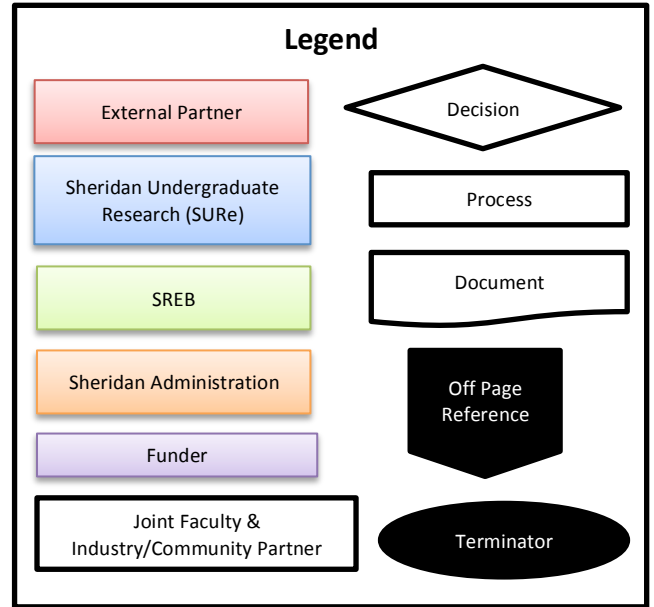 Legend
External Partner
Sheridan Undergraduate
Research (SURe)
SREB
Sheridan Administration
Funder
Joint Faculty &
Industry/Community Partner
Decision
Process
Document
Off Page
Reference
Terminator